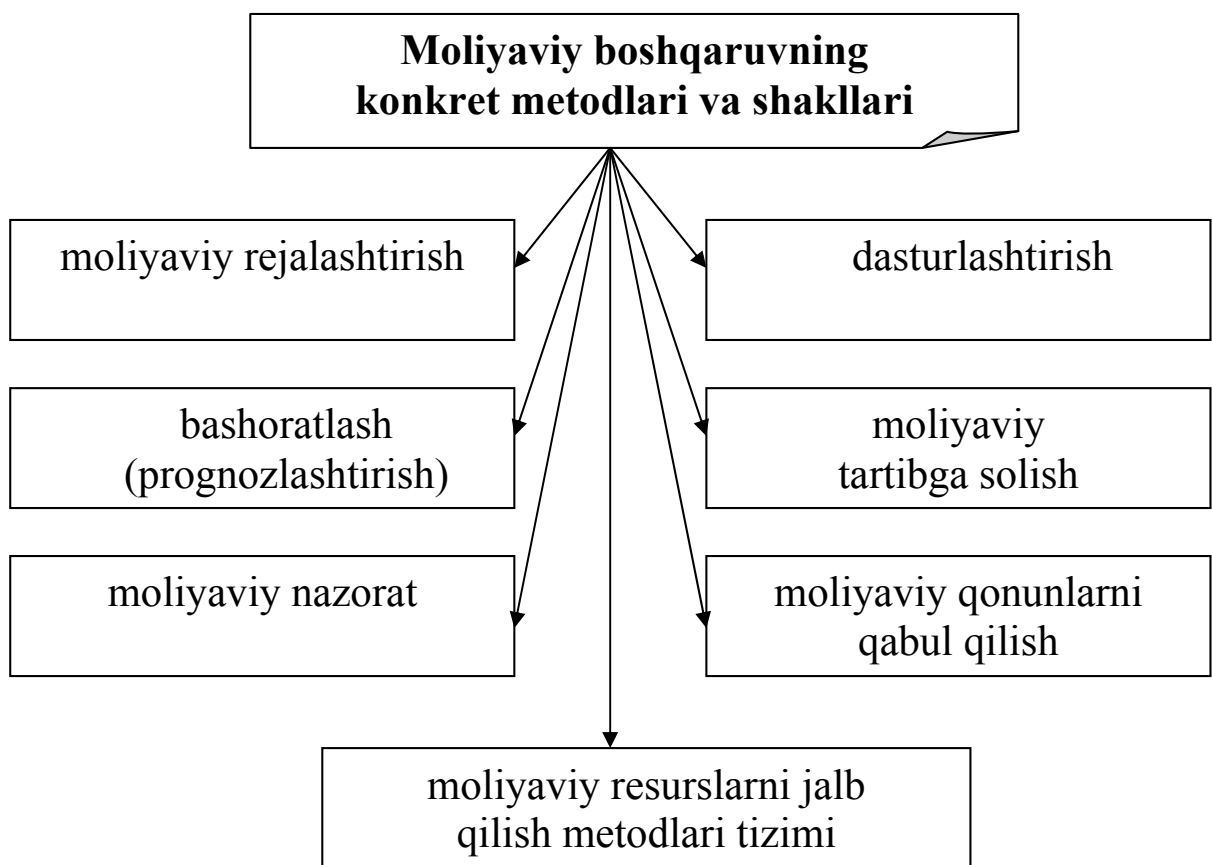 Moliyaviy boshqaruvning
konkret metodlari va shakllari
moliyaviy rejalashtirish
dasturlashtirish
bashoratlash
(prognozlashtirish)
moliyaviy
tartibga solish
moliyaviy nazorat
moliyaviy qonunlarni
qabul qilish
moliyaviy resurslarni jalb
qilish metodlari tizimi